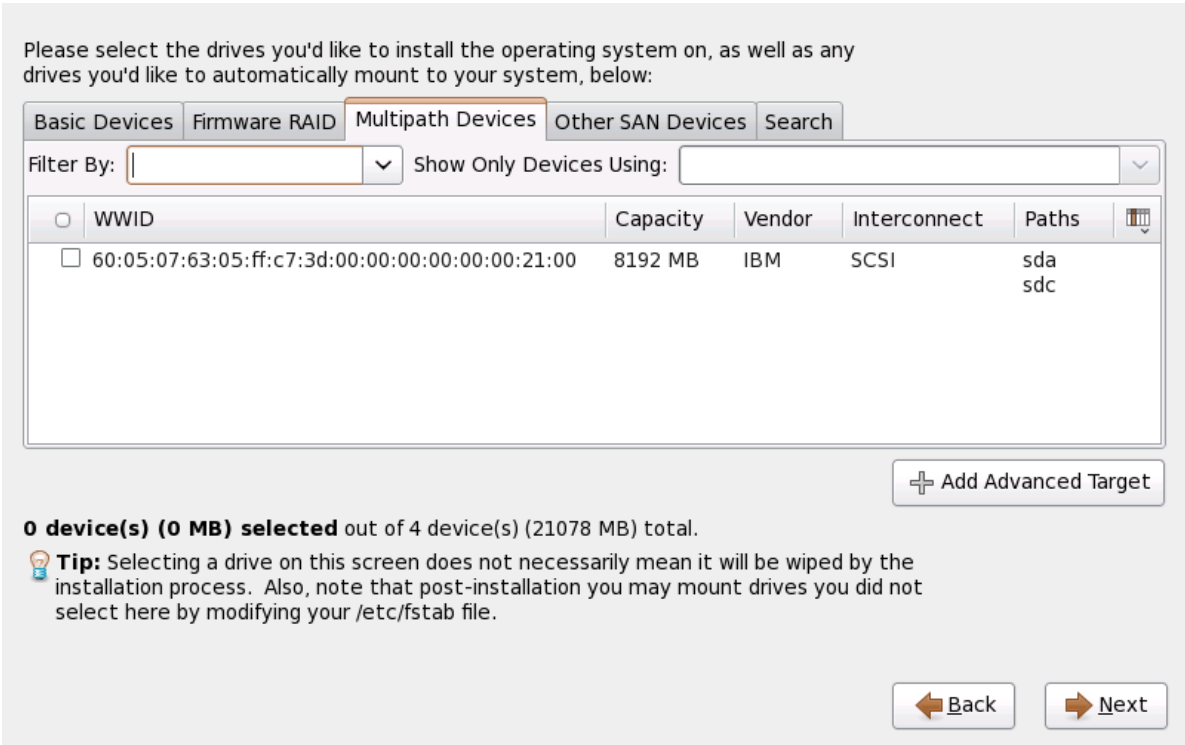 Please select the drives you'd like to install the operating system on, as well as any
drives you'd like to automatically mount to your system, below:
Basic Devices Firmware RAID Multipath Devices Other SAN Devices Search
Filter By: Show Only Devices Using:
WWID Capacity Vendor Interconnect Paths
60:05:07:63:05:ff:c7:3d:00:00:00:00:00:00:21:00 8192 MB IBM SCSI sda
sdc
Add Advanced Target
0 device(s) (0 MB) selected out of 4 device(s) (21078 MB) total.
Tip: Selecting a drive on this screen does not necessarily mean it will be wiped by the
installation process. Also, note that post-installation you may mount drives you did not
select here by modifying your /etc/fstab file.
Back Next